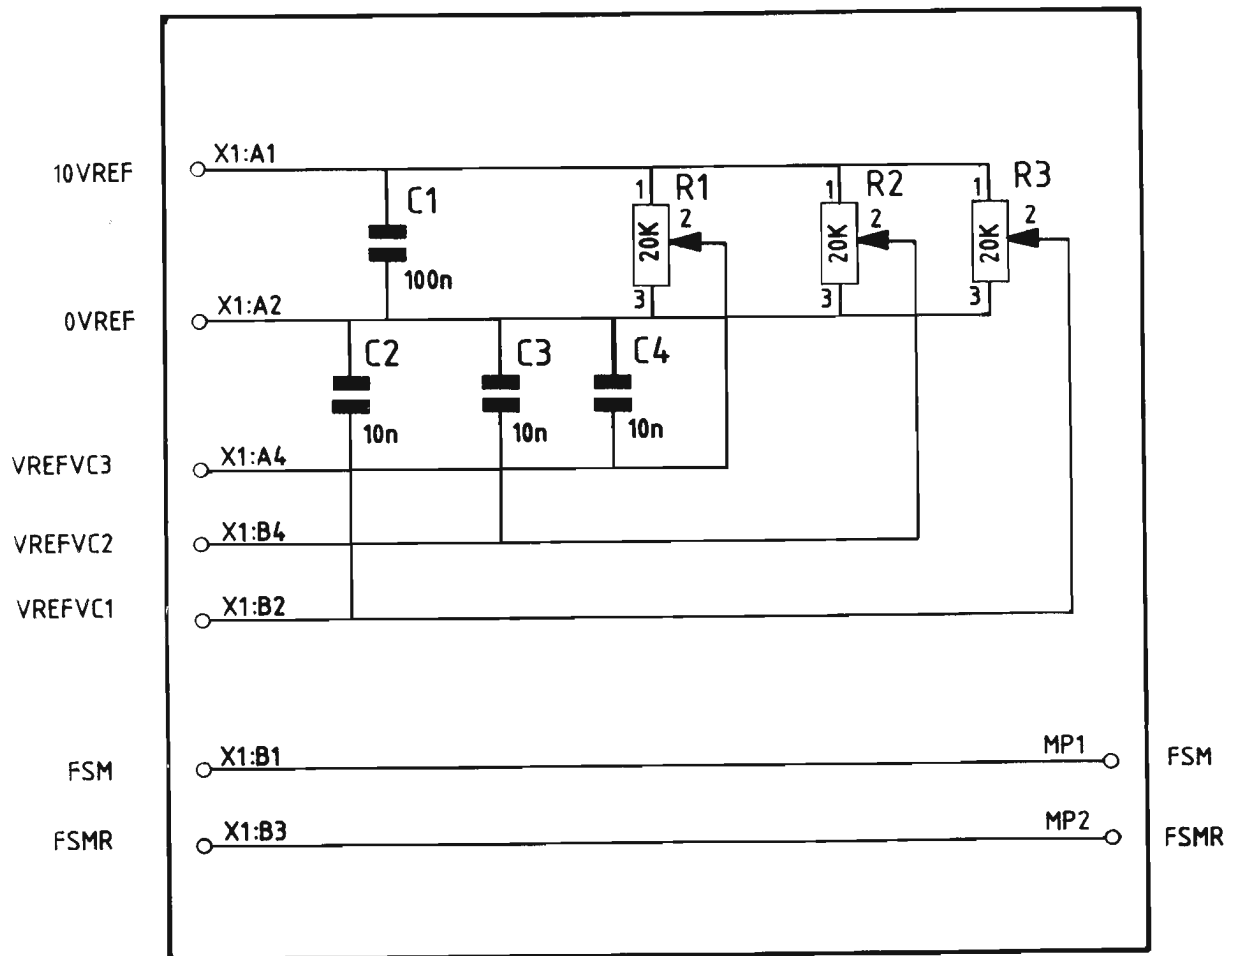 10VREF
X1:A1
C1
100n
1
R1
2
20K
3
1
R2
2
20K
3
1
R3
2
20K
3
0VREF
X1:A2
C2
10n
C3
10n
C4
10n
VREFVC3
X1:A4
VREFVC2
X1:B4
VREFVC1
X1:B2
FSM
X1:B1
MP1
FSM
FSMR
X1:B3
MP2
FSMR